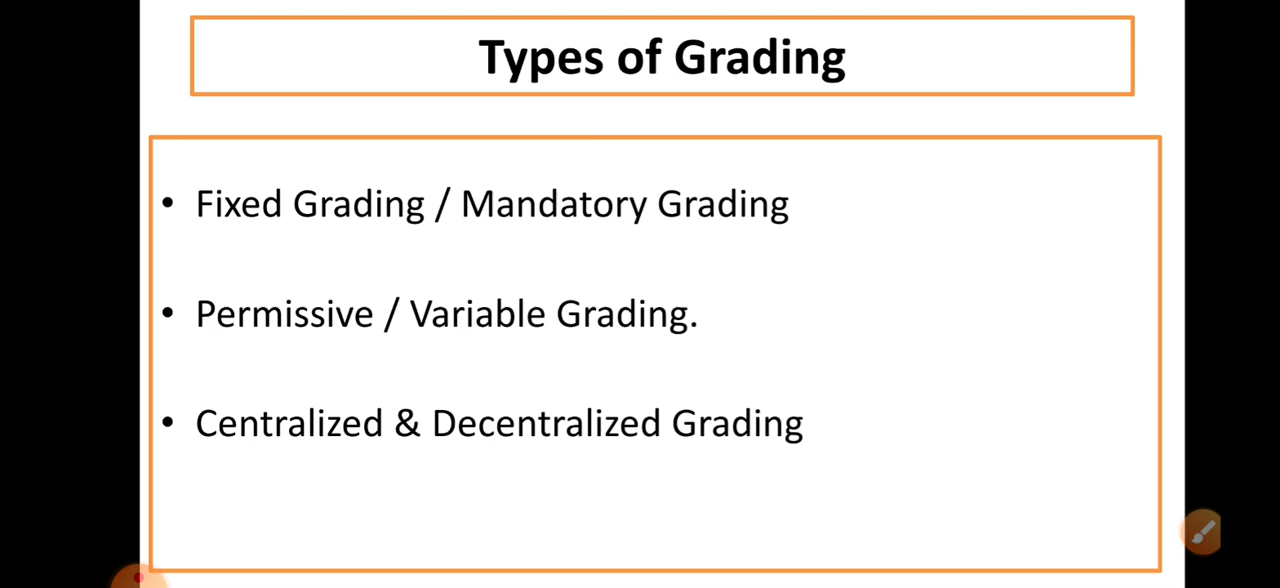 Types of Grading
• Fixed Grading / Mandatory Grading
• Permissive / Variable Grading.
• Centralized & Decentralized Grading